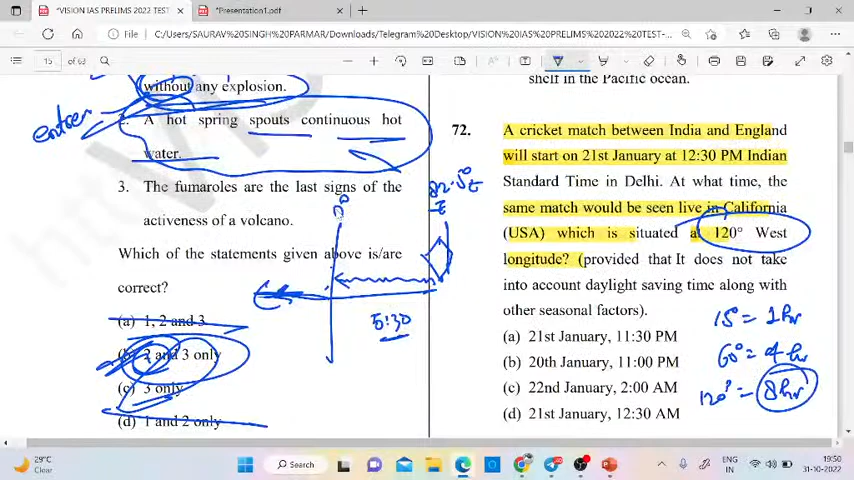 *VISION IAS PRELIMS 2022 TEST-
*Presentation1.pdf
File
C:/Users/SAURAV%20SINGH%20PARMAR/Downloads/Telegram%20Desktop/VISION%20IAS%20PRELIMS%202022%20TEST-...
15
of 63
without any explosion.
2. A hot spring spouts continuous hot
water.
3. The fumaroles are the last signs of the
activeness of a volcano.
Which of the statements given above is/are
correct?
(a) 1, 2 and 3
(b) 2 and 3 only
(c) 3 only
(d) 1 and 2 only
0°
82.5°E
5:30
shelf in the Pacific ocean.
72. A cricket match between India and England
will start on 21st January at 12:30 PM Indian
Standard Time in Delhi. At what time, the
same match would be seen live in California
(USA) which is situated at 120° West
longitude? (provided that It does not take
into account daylight saving time along with
other seasonal factors).
(a) 21st January, 11:30 PM
(b) 20th January, 11:00 PM
(c) 22nd January, 2:00 AM
(d) 21st January, 12:30 AM
15° = 1hr
60° = 4 hr
120° = 8hr
29°C
Clear
Search
ENG
IN
19:50
31-10-2022